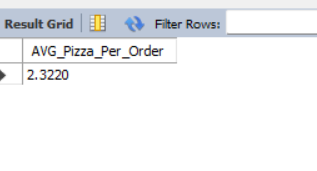 Result Grid Filter Rows:
AVG_Pizza_Per_Order
2.3220